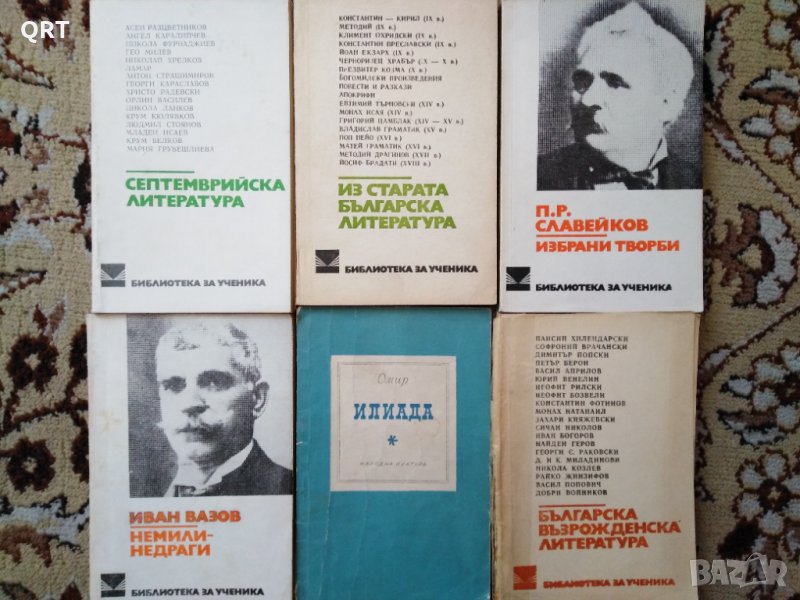 QRT
АСЕН РАЗЦВЕТНИКОВ
АНГЕЛ КАРАЛИЙЧЕВ
НИКОЛА ФУРНАДЖИЕВ
ГЕО МИЛЕВ
НИКОЛАЙ ХРЕЛКОВ
ЛАМАР
АНТОН СТРАШИМИРОВ
ГЕОРГИ КАРАСЛАВОВ
ХРИСТО РАДЕВСКИ
ОРЛИН ВАСИЛЕВ
НИКОЛА ЛАНКОВ
КРУМ КЮЛЯВКОВ
ЛЮДМИЛ СТОЯНОВ
МЛАДЕН ИСАЕВ
КРУМ ВЕЛКОВ
МАРИЯ ГРУБЕШЛИЕВА
СЕПТЕМВРИЙСКА
ЛИТЕРАТУРА
БИБЛИОТЕКА ЗА УЧЕНИКА
КОНСТАНТИН — КИРИЛ (IX в.)
МЕТОДИЙ (IX в.)
КЛИМЕНТ ОХРИДСКИ (IX в.)
КОНСТАНТИН ПРЕСЛАВСКИ (IX в.)
ЙОАН ЕКЗАРХ (IX в.)
ЧЕРНОРИЗЕЦ ХРАБЪР (IX — X в.)
ПРЕЗВИТЕР КОЗМА (X в.)
БОГОМИЛСКИ ПРОИЗВЕДЕНИЯ
ПОВЕСТИ И РАЗКАЗИ
АПОКРИФИ
ЕВТИМИЙ ТЪРНОВСКИ (XIV в.)
МОНАХ ИСАЯ (XIV в.)
ГРИГОРИЙ ЦАМБЛАК (XIV — XV в.)
ВЛАДИСЛАВ ГРАМАТИК (XV в.)
ПОП ПЕЙО (XVI в.)
МАТЕЙ ГРАМАТИК (XVI в.)
МЕТОДИЙ ДРАГИНОВ (XVII в.)
ЙОСИФ БРАДАТИ (XVIII в.)
ИЗ СТАРАТА
БЪЛГАРСКА
ЛИТЕРАТУРА
БИБЛИОТЕКА ЗА УЧЕНИКА
П.Р.
СЛАВЕЙКОВ
ИЗБРАНИ ТВОРБИ
БИБЛИОТЕКА ЗА УЧЕНИКА
ИВАН ВАЗОВ
НЕМИЛИ-
НЕДРАГИ
БИБЛИОТЕКА ЗА УЧЕНИКА
Омир
ИЛИАДА
*
НАРОДНА КУЛТУРА
ПАИСИЙ ХИЛЕНДАРСКИ
СОФРОНИЙ ВРАЧАНСКИ
ДИМИТЪР ПОПСКИ
ПЕТЪР БЕРОН
ВАСИЛ АПРИЛОВ
ЮРИЙ ВЕНЕЛИН
НЕОФИТ РИЛСКИ
НЕОФИТ БОЗВЕЛИ
КОНСТАНТИН ФОТИНОВ
МОНАХ НАТАНАИЛ
ЗАХАРИ КНЯЖЕВСКИ
СИЧАН НИКОЛОВ
ИВАН БОГОРОВ
НАЙДЕН ГЕРОВ
ГЕОРГИ С. РАКОВСКИ
Д. И К. МИЛАДИНОВИ
НИКОЛА КОЗЛЕВ
РАЙКО ЖИНЗИФОВ
ВАСИЛ ПОПОВИЧ
ДОБРИ ВОЙНИКОВ
БЪЛГАРСКА
ВЪЗРОЖДЕНСКА
ЛИТЕРАТУРА
БИБЛИОТЕКА ЗА УЧЕНИКА
BAZAR